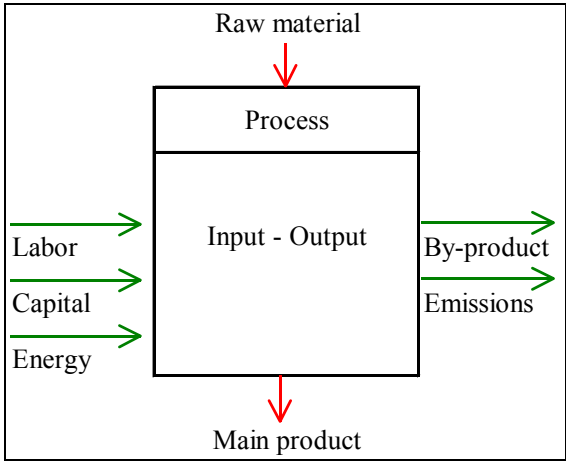 Raw material
Process
Input - Output
Labor
Capital
Energy
By-product
Emissions
Main product